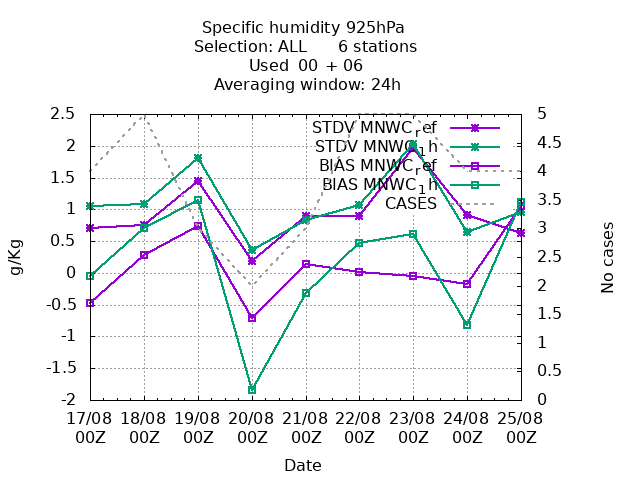 Specific humidity 925hPa
Selection: ALL 6 stations
Used 00 + 06
Averaging window: 24h
STDV MNWC_ref
STDV MNWC_1h
BIAS MNWC_ref
BIAS MNWC_1h
CASES
2.5
2
1.5
1
0.5
0
-0.5
-1
-1.5
-2
g/Kg
5
4.5
4
3.5
3
2.5
2
1.5
1
0.5
0
No cases
17/08 18/08 19/08 20/08 21/08 22/08 23/08 24/08 25/08
00Z 00Z 00Z 00Z 00Z 00Z 00Z 00Z 00Z
Date